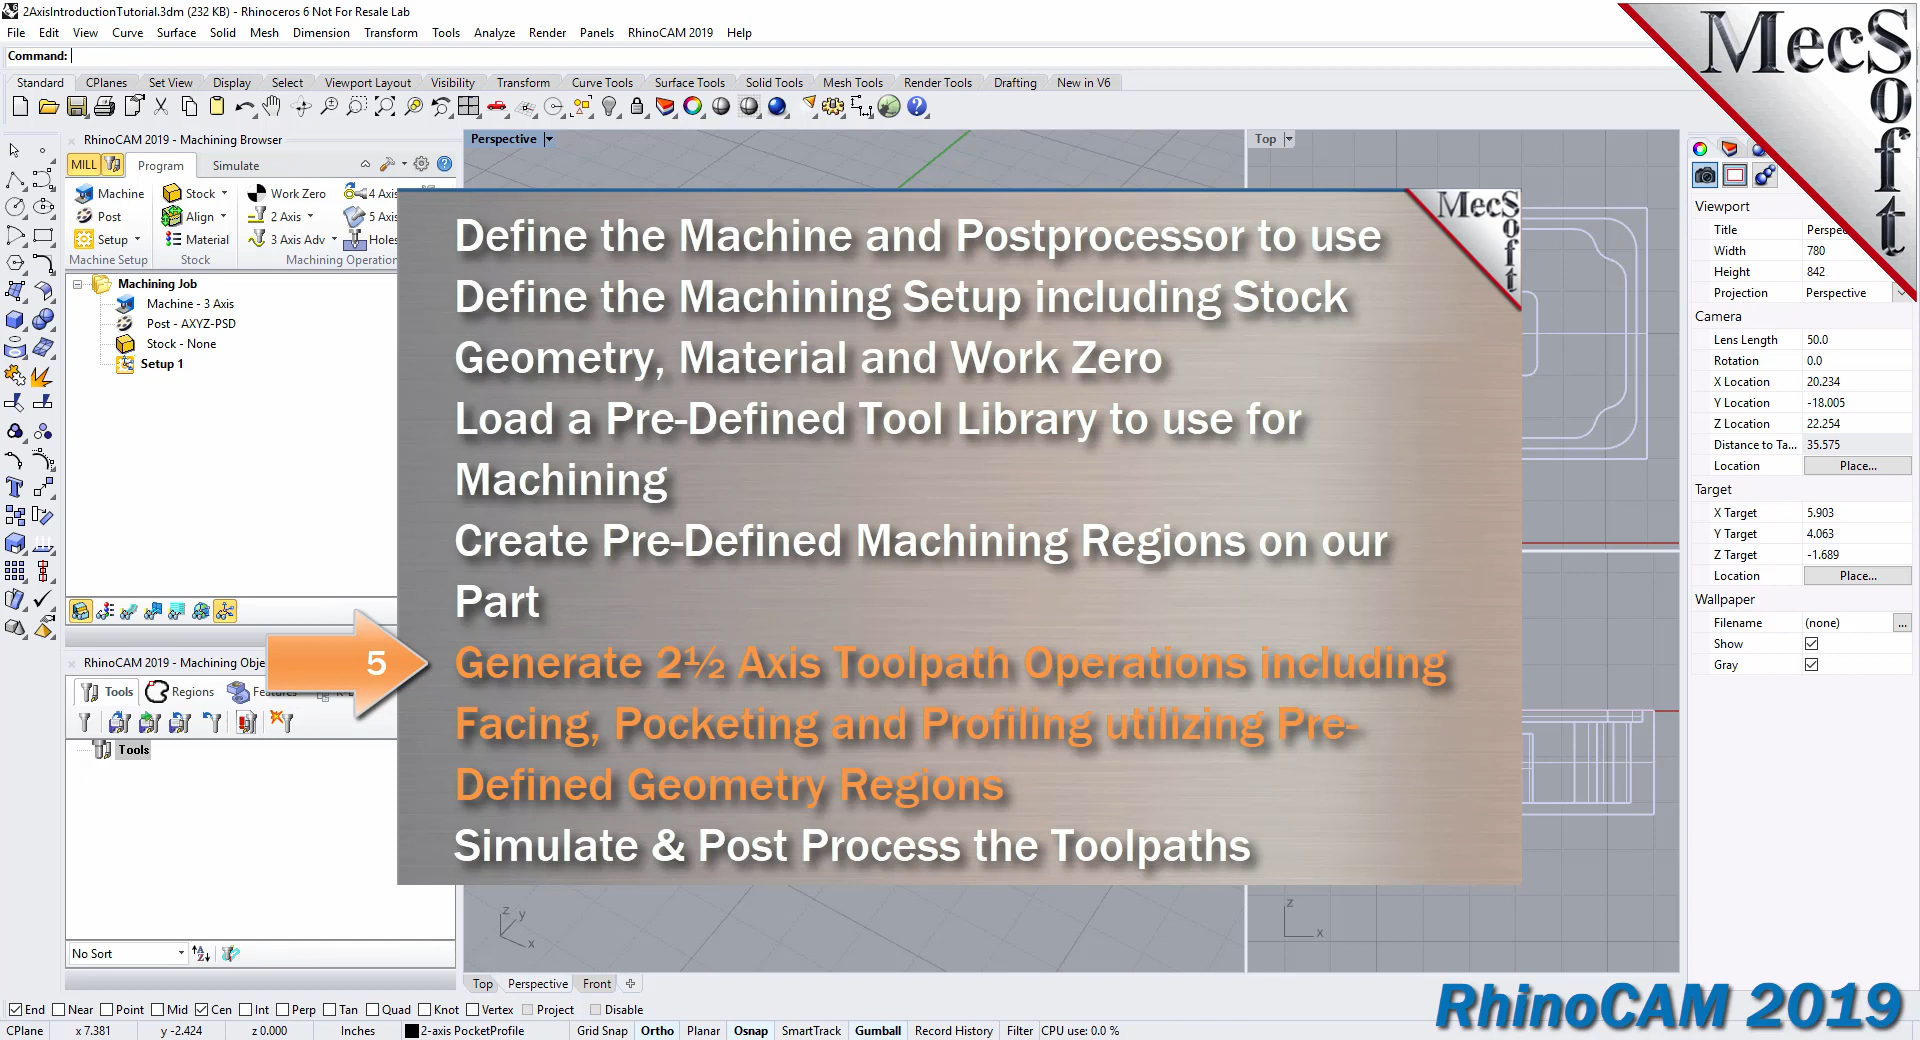 2AxisIntroductionTutorial.3dm (232 KB) - Rhinoceros 6 Not For Resale Lab
File Edit View Curve Surface Solid Mesh Dimension Transform Tools Analyze Render Panels RhinoCAM 2019 Help
Command:
Standard CPlanes Set View Display Select Viewport Layout Visibility Transform Curve Tools Surface Tools Solid Tools Mesh Tools Render Tools Drafting New in V6
RhinoCAM 2019 - Machining Browser
MILL Program Simulate
Machine Stock Work Zero 4 Axis
Post Align 2 Axis 5 Axis
Setup Material 3 Axis Adv Holes
Machine Setup Stock Machining Operation
Machining Job
Machine - 3 Axis
Post - AXYZ-PSD
Stock - None
Setup 1
RhinoCAM 2019 - Machining Obje
Tools Regions Features
Tools
No Sort
Perspective
Top
MecSoft
Define the Machine and Postprocessor to use
Define the Machining Setup including Stock
Geometry, Material and Work Zero
Load a Pre-Defined Tool Library to use for
Machining
Create Pre-Defined Machining Regions on our
Part
5
Generate 2½ Axis Toolpath Operations including
Facing, Pocketing and Profiling utilizing Pre-
Defined Geometry Regions
Simulate & Post Process the Toolpaths
z y x
z x
MecSoft
Viewport
Title Perspec
Width 780
Height 842
Projection Perspective
Camera
Lens Length 50.0
Rotation 0.0
X Location 20.234
Y Location -18.005
Z Location 22.254
Distance to Ta... 35.575
Location Place...
Target
X Target 5.903
Y Target 4.063
Z Target -1.689
Location Place...
Wallpaper
Filename (none) ...
Show
Gray
Top Perspective Front
RhinoCAM 2019
End Near Point Mid Cen Int Perp Tan Quad Knot Vertex Project Disable
CPlane x 7.381 y -2.424 z 0.000 Inches 2-axis PocketProfile Grid Snap Ortho Planar Osnap SmartTrack Gumball Record History Filter CPU use: 0.0 %